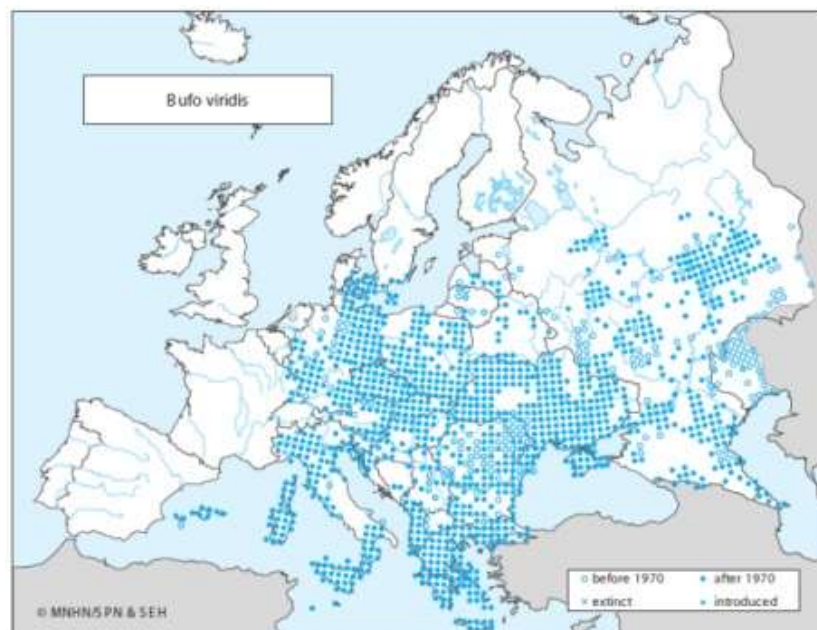 Bufo viridis
before 1970 after 1970
extinct introduced
© MNHN/SPN & SEH